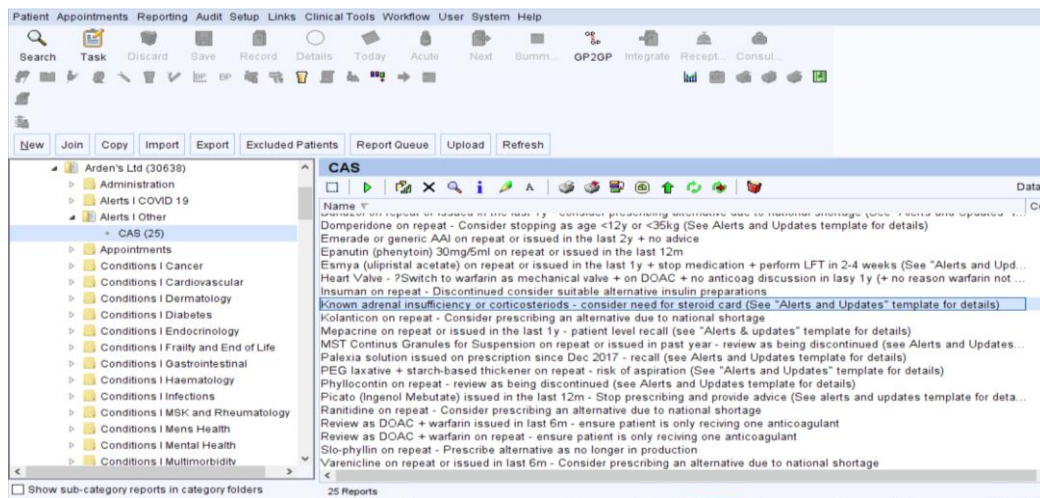 Patient Appointments Reporting Audit Setup Links Clinical Tools Workflow User System Help
Search Task Discard Save Record Details Today Acute Next Summ... GP2GP Integrate Recept... Consul...
New Join Copy Import Export Excluded Patients Report Queue Upload Refresh
Arden's Ltd (30638)
Administration
Alerts I COVID 19
Alerts I Other
CAS (25)
Appointments
Conditions I Cancer
Conditions I Cardiovascular
Conditions I Dermatology
Conditions I Diabetes
Conditions I Endocrinology
Conditions I Frailty and End of Life
Conditions I Gastrointestinal
Conditions I Haematology
Conditions I Infections
Conditions I MSK and Rheumatology
Conditions I Mens Health
Conditions I Mental Health
Conditions I Multimorbidity
Show sub-category reports in category folders
CAS
Data
Name
Domperidone on repeat - Consider stopping as age <12y or <35kg (See Alerts and Updates template for details)
Emerade or generic AAI on repeat or issued in the last 2y + no advice
Epanutin (phenytoin) 30mg/5ml on repeat or issued in the last 12m
Esmya (ulipristal acetate) on repeat or issued in the last 1y + stop medication + perform LFT in 2-4 weeks (See "Alerts and Upd...
Heart Valve - ?Switch to warfarin as mechanical valve + on DOAC + no anticoag discussion in lasy 1y (+ no reason warfarin not ...
Insuman on repeat - Discontinued consider suitable alternative insulin preparations
Known adrenal insufficiency or corticosteriods - consider need for steroid card (See "Alerts and Updates" template for details)
Kolanticon on repeat - Consider prescribing an alternative due to national shortage
Mepacrine on repeat or issued in the last 1y - patient level recall (see "Alerts & updates" template for details)
MST Continus Granules for Suspension on repeat or issued in past year - review as being discontinued (see Alerts and Updates...
Palexia solution issued on prescription since Dec 2017 - recall (see Alerts and Updates template for details)
PEG laxative + starch-based thickener on repeat - risk of aspiration (See "Alerts and Updates" template for details)
Phyllocontin on repeat - review as being discontinued (see Alerts and Updates template for details)
Picato (Ingenol Mebutate) issued in the last 12m - Stop prescribing and provide advice (See alerts and updates template for deta...
Ranitidine on repeat - Consider prescribing an alternative due to national shortage
Review as DOAC + warfarin issued in last 6m - ensure patient is only reciving one anticoagulant
Review as DOAC + warfarin on repeat - ensure patient is only reciving one anticoagulant
Slo-phyllin on repeat - Prescribe alternative as no longer in production
Varenicline on repeat or issued in last 6m - Consider prescribing an alternative due to national shortage
25 Reports